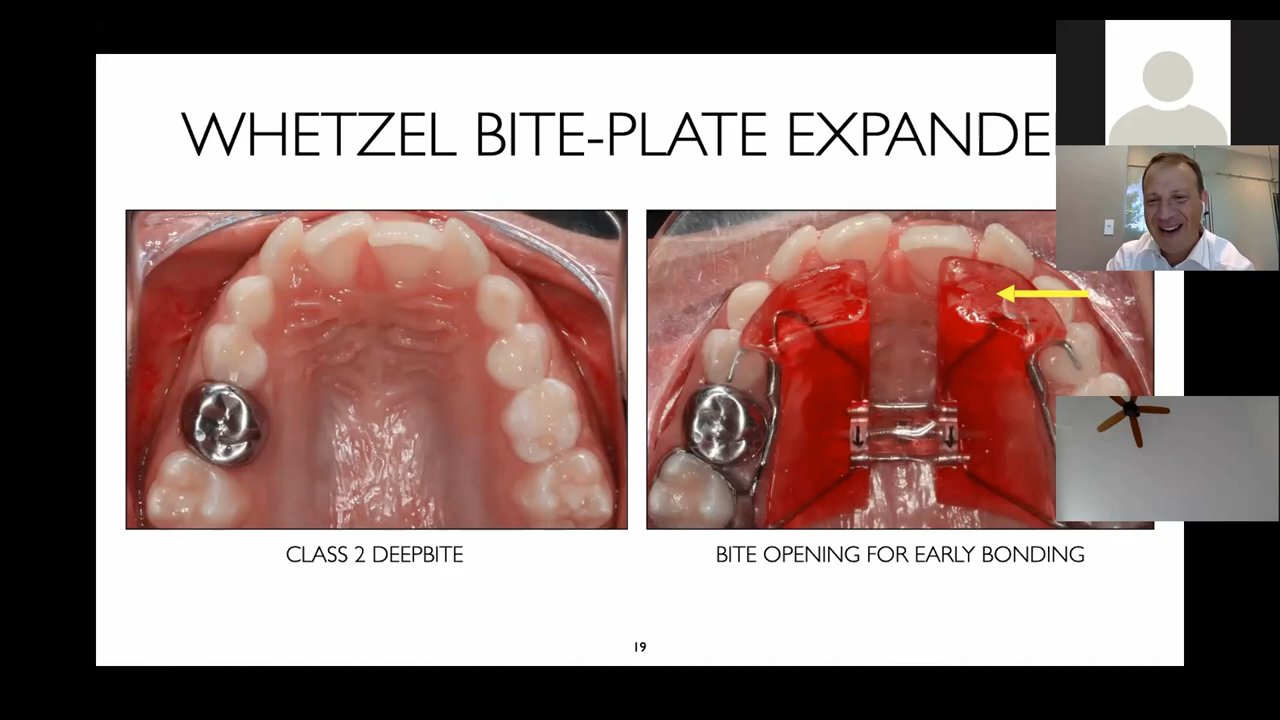 WHETZEL BITE-PLATE EXPANDE
CLASS 2 DEEPBITE
BITE OPENING FOR EARLY BONDING
19